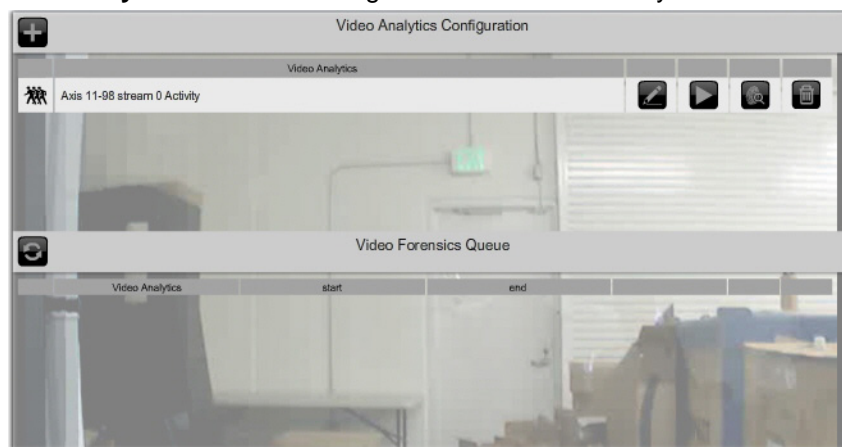 Video Analytics Configuration
Video Analytics
Axis 11-98 stream 0 Activity
Video Forensics Queue
Video Analytics start end